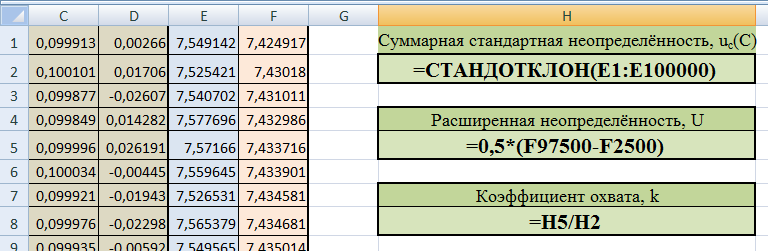 C D E F G H
1 0,099913 0,00266 7,549142 7,424917 Суммарная стандартная неопределённость, uc(C)
2 0,100101 0,01706 7,525421 7,43018 =СТАНДОТКЛОН(E1:E100000)
3 0,099877 -0,02607 7,540702 7,431011
4 0,099849 0,014282 7,577696 7,432986 Расширенная неопределённость, U
5 0,099996 0,026191 7,57166 7,433716 =0,5*(F97500-F2500)
6 0,100034 -0,00445 7,559645 7,433901
7 0,099921 -0,01943 7,526531 7,434581 Коэффициент охвата, k
8 0,099976 -0,02298 7,565379 7,434681 =H5/H2
9 0,099935 -0,00592 7,549565 7,435014